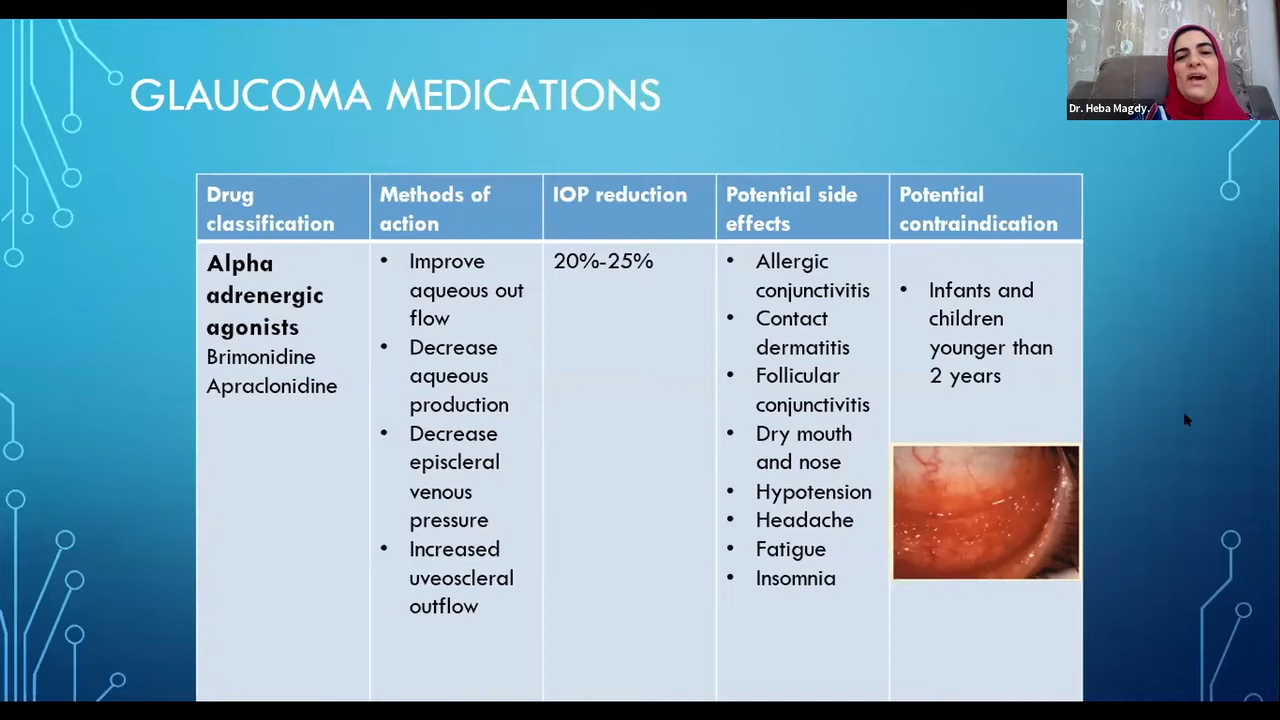 Dr. Heba Magdy.
GLAUCOMA MEDICATIONS
Drug
classification
Methods of
action
IOP reduction
Potential side
effects
Potential
contraindication
Alpha
adrenergic
agonists
Brimonidine
Apraclonidine
• Improve
aqueous out
flow
• Decrease
aqueous
production
• Decrease
episcleral
venous
pressure
• Increased
uveoscleral
outflow
20%-25%
• Allergic
conjunctivitis
• Contact
dermatitis
• Follicular
conjunctivitis
• Dry mouth
and nose
• Hypotension
• Headache
• Fatigue
• Insomnia
• Infants and
children
younger than
2 years